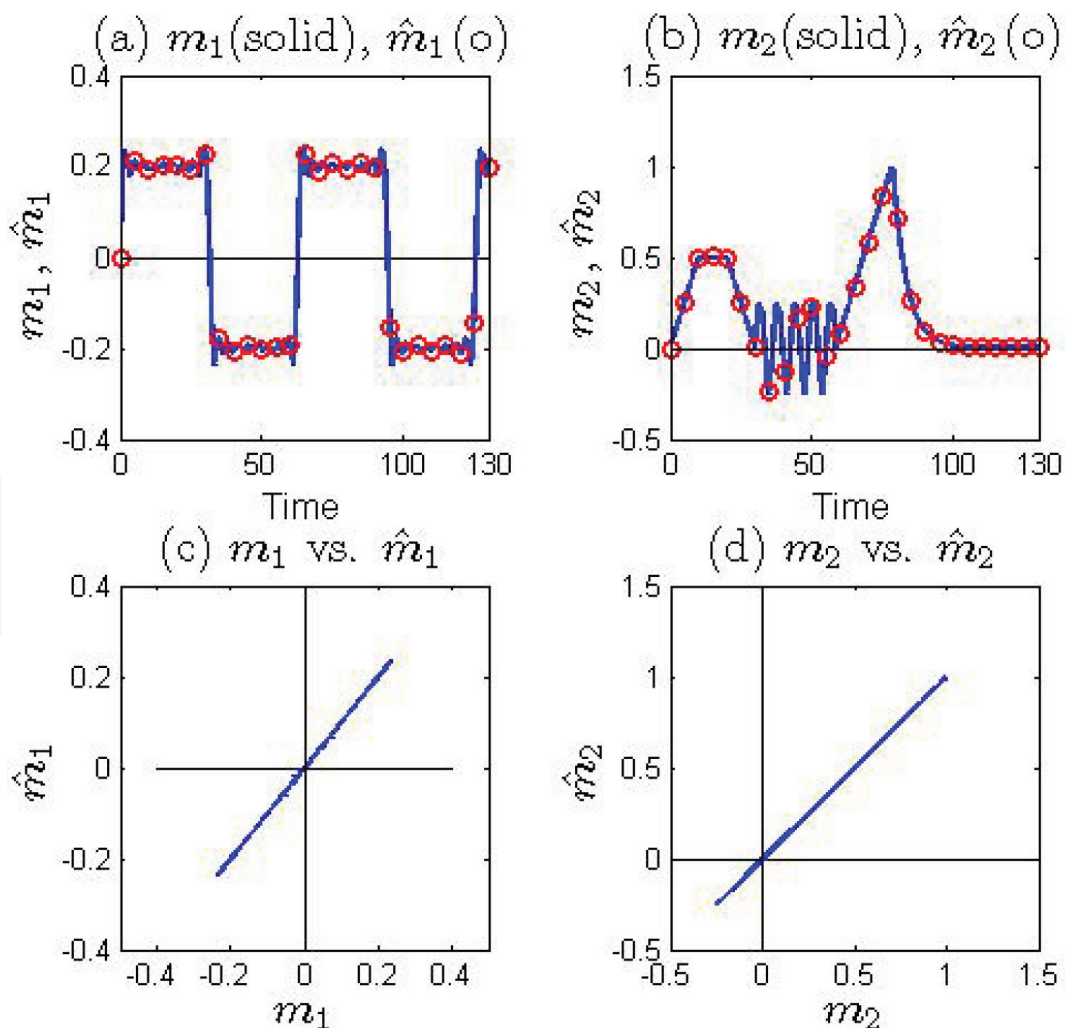 (a) m₁(solid), m̂₁(o)
0.4
0.2
0
-0.2
-0.4
m₁, m̂₁
0 50 100 130
Time
(b) m₂(solid), m̂₂(o)
1.5
1
0.5
0
-0.5
m₂, m̂₂
0 50 100 130
Time
(c) m₁ vs. m̂₁
0.4
0.2
0
-0.2
-0.4
m̂₁
-0.4 -0.2 0 0.2 0.4
m₁
(d) m₂ vs. m̂₂
1.5
1
0.5
0
-0.5
m̂₂
-0.5 0 0.5 1 1.5
m₂